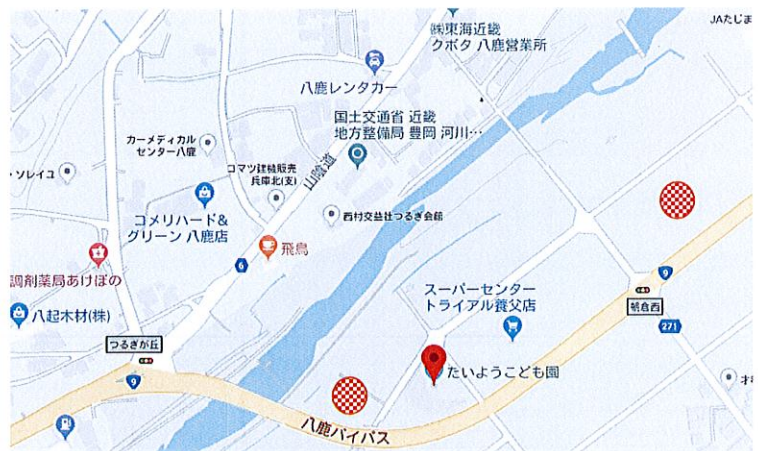 JAたじま
㈱東海近畿
クボタ 八鹿営業所
八鹿レンタカー
国土交通省 近畿
地方整備局 豊岡 河川…
カーメディカル
センター八鹿
コマツ建機販売
兵庫北(支)
山陰道
・ソレイユ
コメリハード&
グリーン 八鹿店
西村交益社つるぎ会館
飛鳥
6
調剤薬局あけぼの
9
スーパーセンター
トライアル養父店
朝倉西
271
八起木材(株)
つるぎが丘
たいようこども園
9
八鹿バイパス